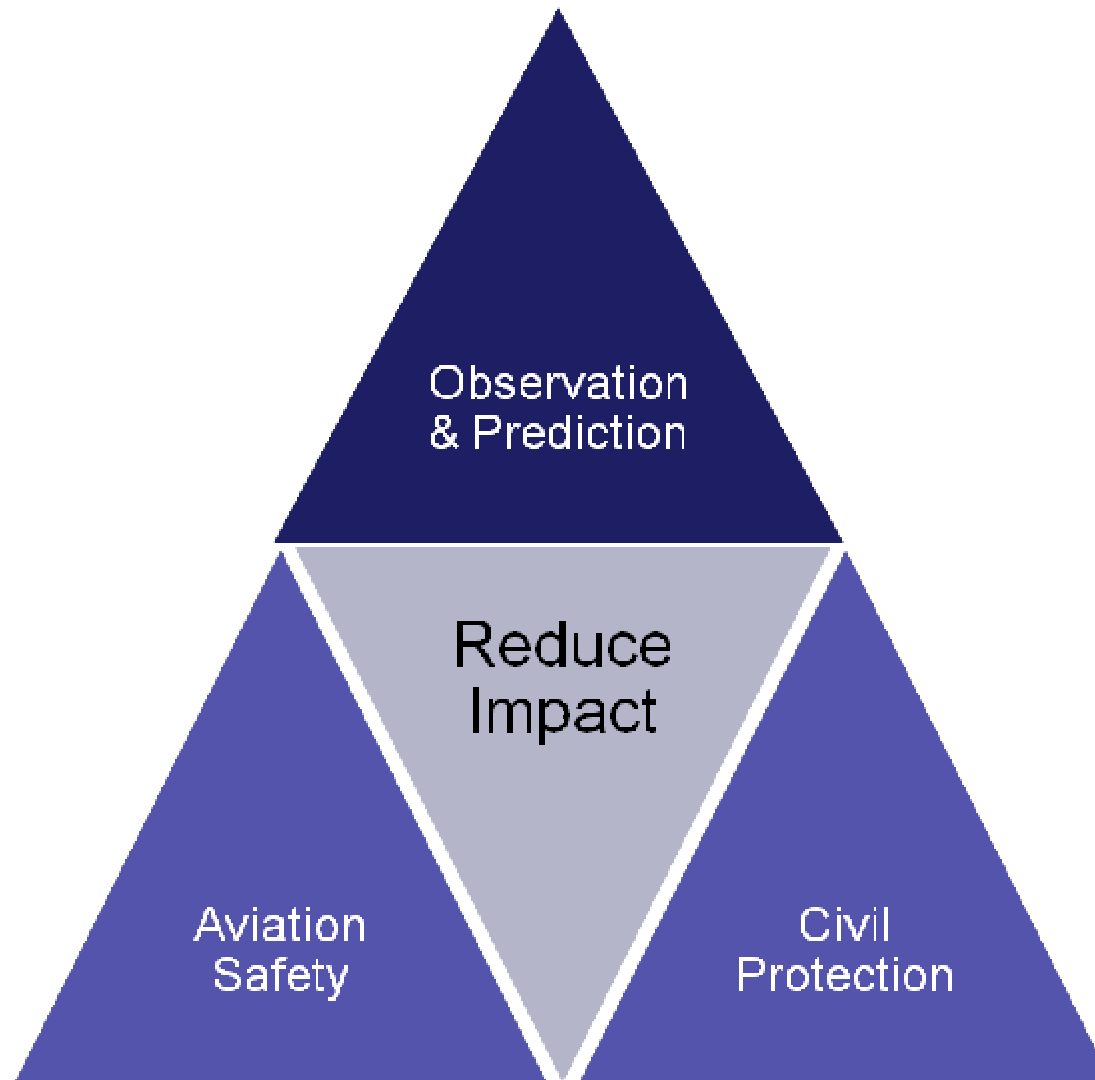 Observation
& Prediction
Reduce
Impact
Aviation
Safety
Civil
Protection